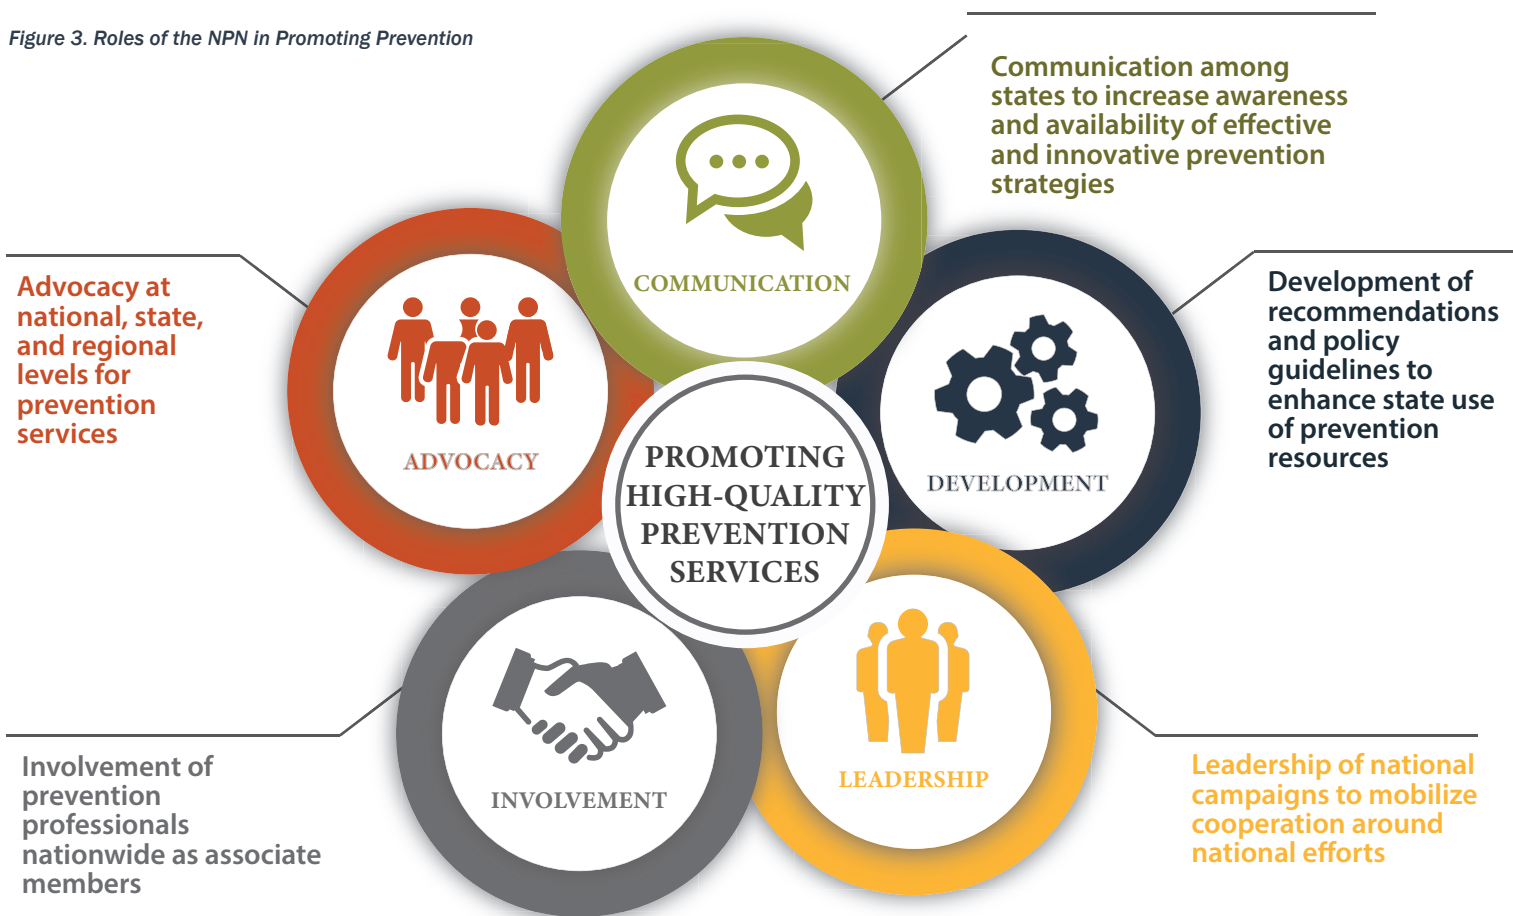 Figure 3. Roles of the NPN in Promoting Prevention
Communication among
states to increase awareness
and availability of effective
and innovative prevention
strategies
COMMUNICATION
Advocacy at
national, state,
and regional
levels for
prevention
services
ADVOCACY
Development of
recommendations
and policy
guidelines to
enhance state use
of prevention
resources
DEVELOPMENT
PROMOTING
HIGH-QUALITY
PREVENTION
SERVICES
Involvement of
prevention
professionals
nationwide as associate
members
INVOLVEMENT
LEADERSHIP
Leadership of national
campaigns to mobilize
cooperation around
national efforts